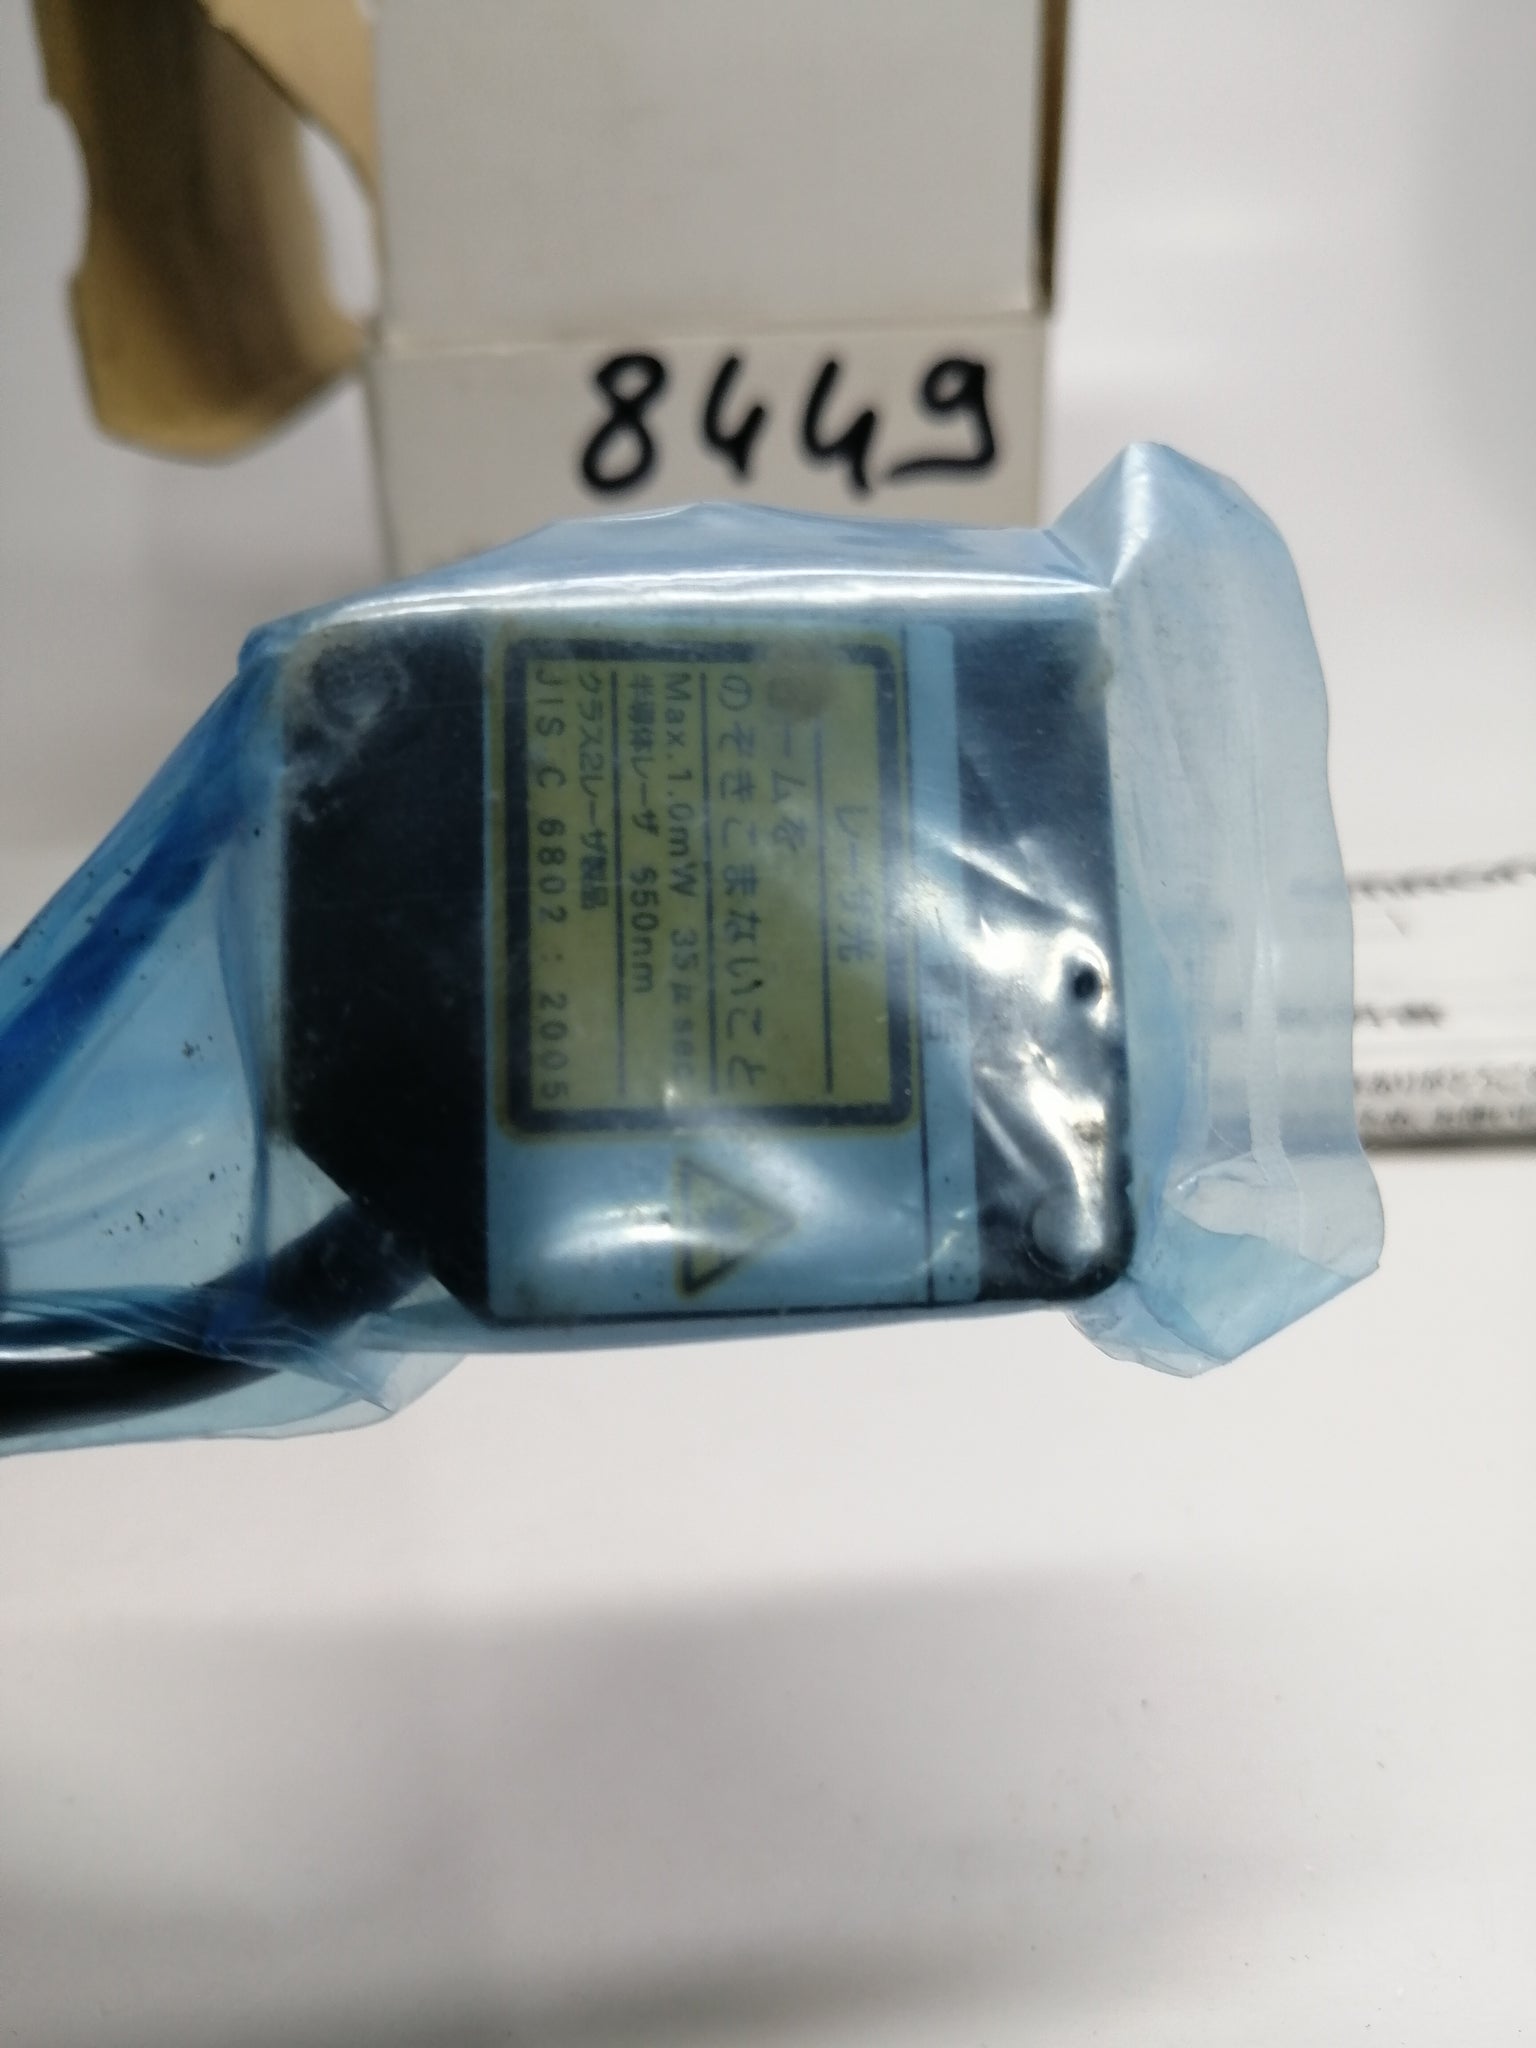 8449
レーザ光
ームを
のぞきこまないこと
Max.1.0mW 35μsec
半導体レーザ 550nm
クラス2レーザ製品
JIS C 6802 : 2005